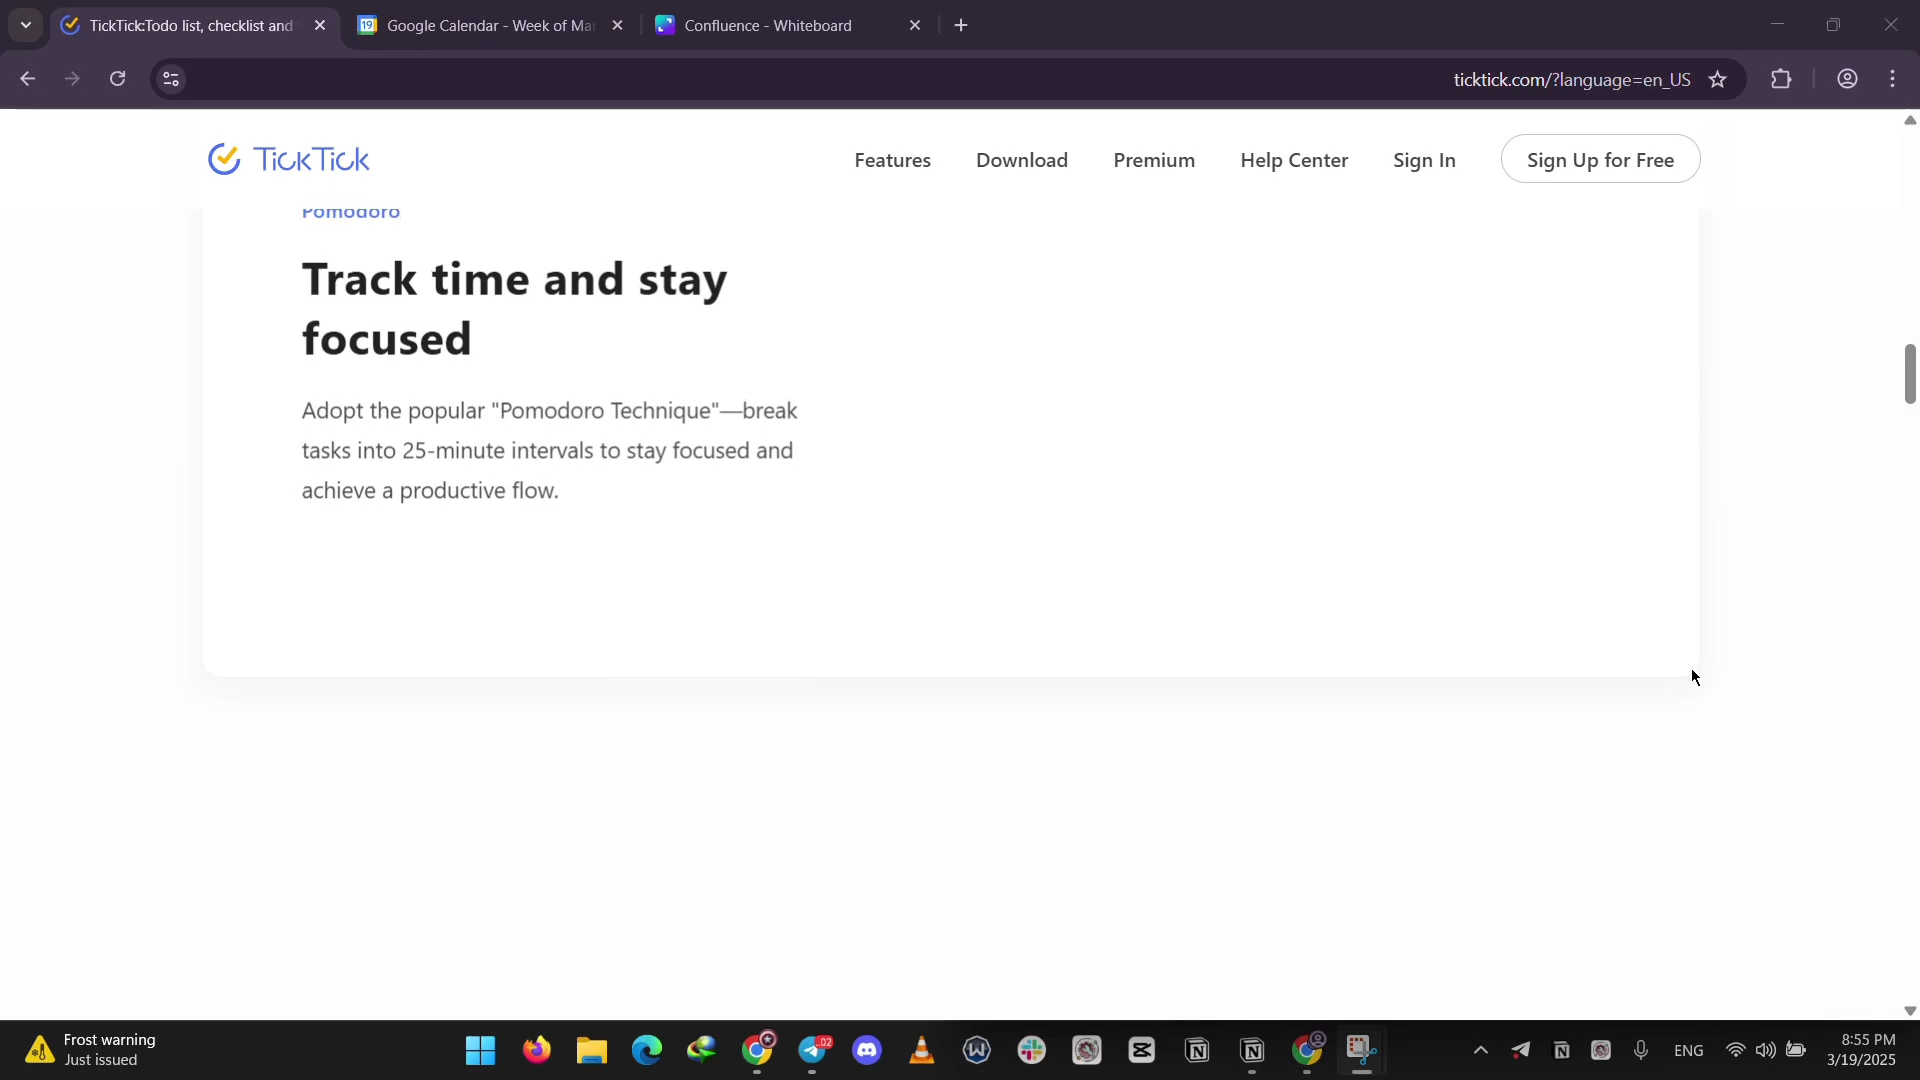 TickTick:Todo list, checklist and
Google Calendar - Week of Ma
Confluence - Whiteboard
ticktick.com/?language=en_US
TickTick
Features
Download
Premium
Help Center
Sign In
Sign Up for Free
Pomodoro
Track time and stay
focused
Adopt the popular "Pomodoro Technique"—break
tasks into 25-minute intervals to stay focused and
achieve a productive flow.
Frost warning
Just issued
ENG
8:55 PM
3/19/2025